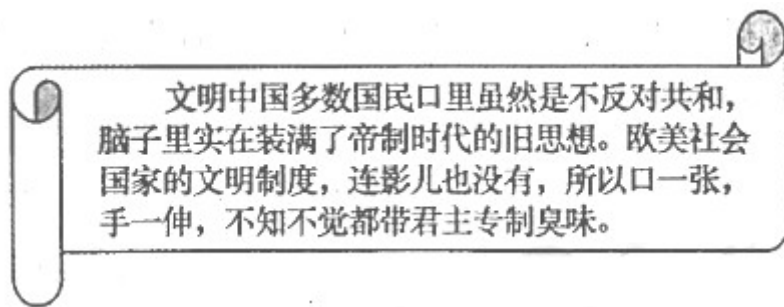 文明中国多数国民口里虽然是不反对共和，
脑子里实在装满了帝制时代的旧思想。欧美社会
国家的文明制度，连影儿也没有，所以口一张，
手一伸，不知不觉都带君主专制臭味。